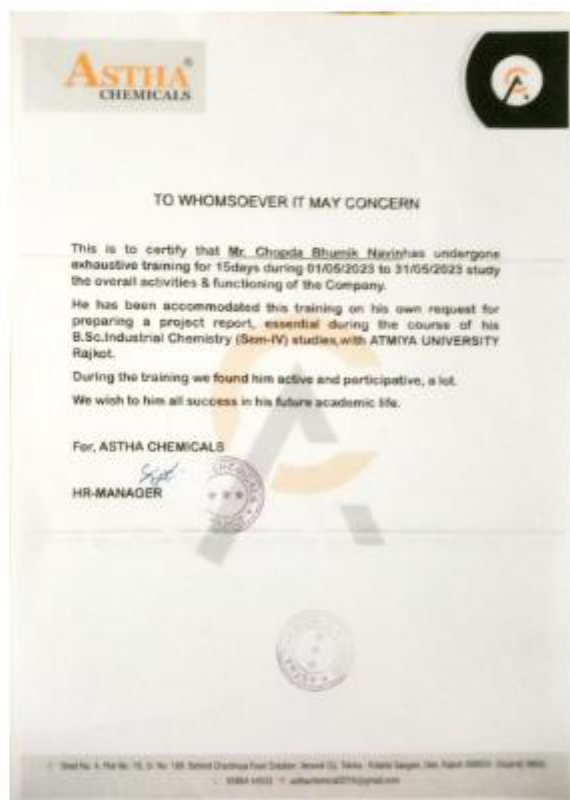 ASTHA
CHEMICALS
TO WHOMSOEVER IT MAY CONCERN
This is to certify that Mr. Chopda Bhumik Navinhas undergone
exhaustive training for 15days during 01/05/2023 to 31/05/2023 study
the overall activities & functioning of the Company.
He has been accommodated this training on his own request for
preparing a project report, essential during the course of his
B.Sc.Industrial Chemistry (Sem-IV) studies,with ATMIYA UNIVERSITY
Rajkot.
During the training we found him active and participative, a lot.
We wish to him all success in his future academic life.
For, ASTHA CHEMICALS
HR-MANAGER